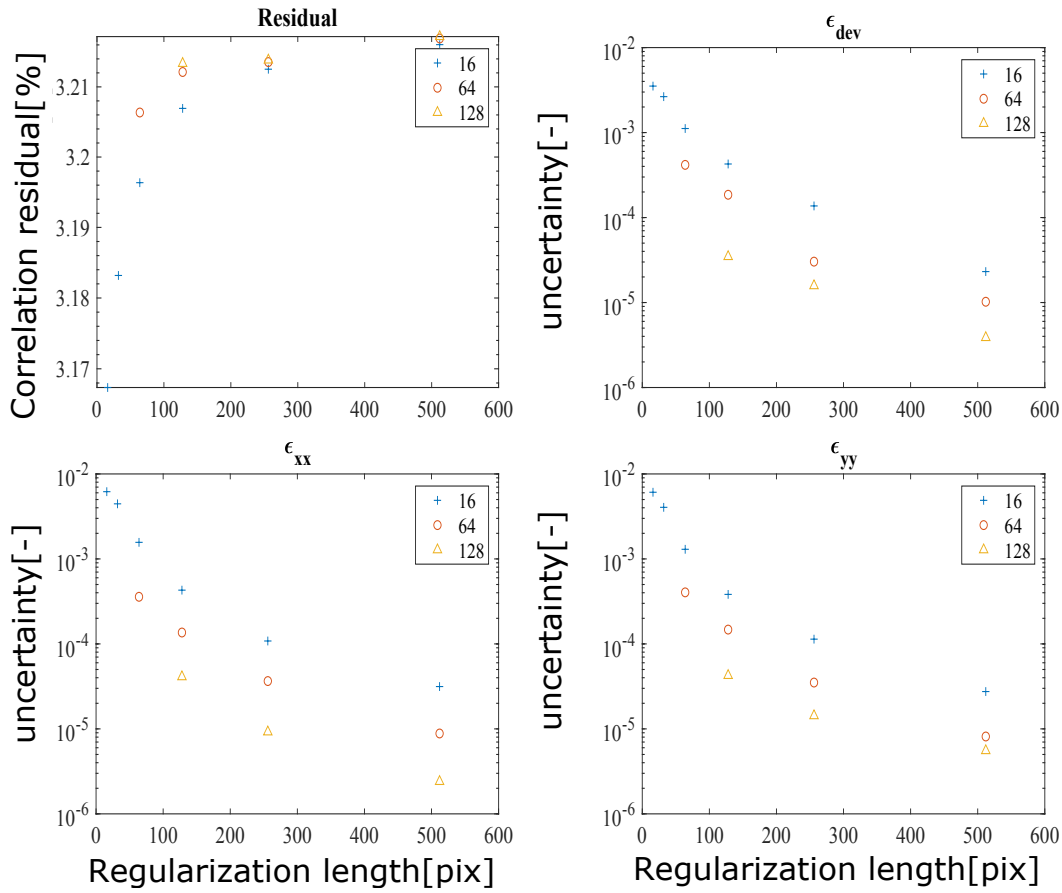 Residual
Correlation residual[%]
3.21
3.2
3.19
3.18
3.17
0 100 200 300 400 500 600
16
64
128
ϵdev
uncertainty[-]
10-2
10-3
10-4
10-5
10-6
0 100 200 300 400 500 600
16
64
128
ϵxx
uncertainty[-]
10-2
10-3
10-4
10-5
10-6
0 100 200 300 400 500 600
Regularization length[pix]
16
64
128
ϵyy
uncertainty[-]
10-2
10-3
10-4
10-5
10-6
0 100 200 300 400 500 600
Regularization length[pix]
16
64
128